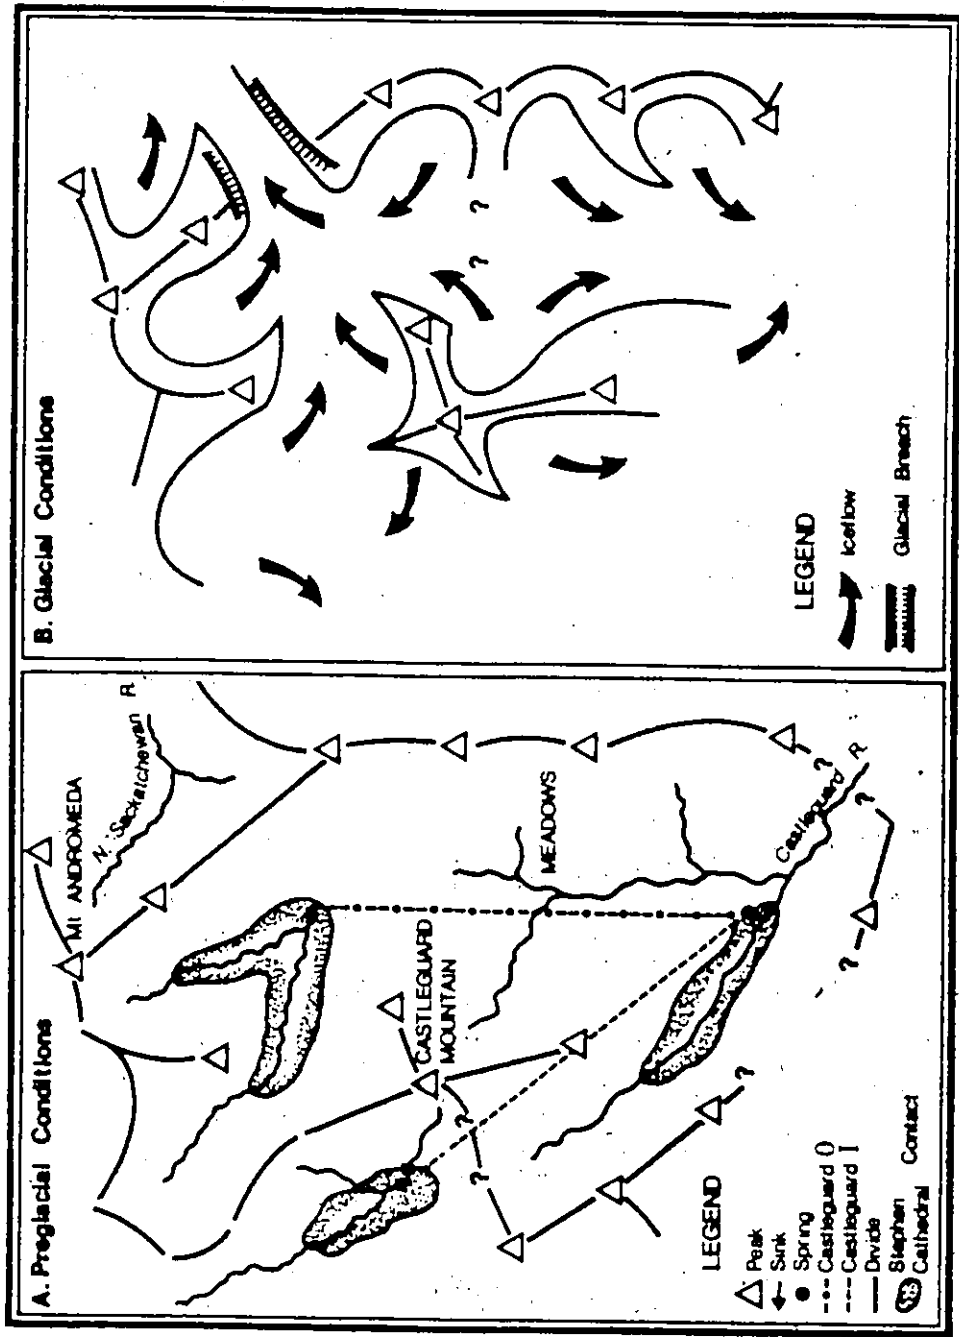 A. Preglacial Conditions
Mt ANDROMEDA
N. Saskatchewan R.
CASTLEGUARD
MOUNTAIN
MEADOWS
Castleguard R.
?
?
?
?
?
?
LEGEND
Peak
Sink
Spring
Castleguard 0
Castleguard I
Divide
Stephen
Cathedral Contact
B. Glacial Conditions
? ?
LEGEND
Iceflow
Glacial Breach